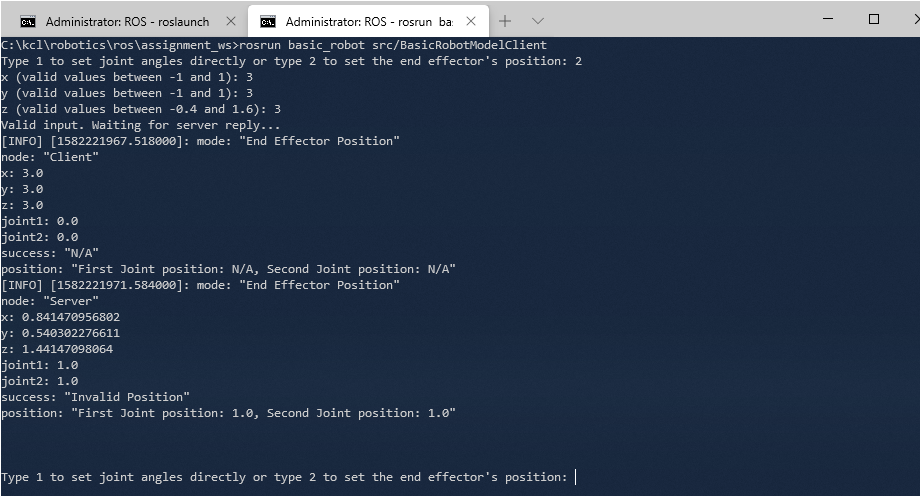 Administrator: ROS - roslaunch
Administrator: ROS - rosrun ba
C:\kcl\robotics\ros\assignment_ws>rosrun basic_robot src/BasicRobotModelClient
Type 1 to set joint angles directly or type 2 to set the end effector's position: 2
x (valid values between -1 and 1): 3
y (valid values between -1 and 1): 3
z (valid values between -0.4 and 1.6): 3
Valid input. Waiting for server reply...
[INFO] [1582221967.518000]: mode: "End Effector Position"
node: "Client"
x: 3.0
y: 3.0
z: 3.0
joint1: 0.0
joint2: 0.0
success: "N/A"
position: "First Joint position: N/A, Second Joint position: N/A"
[INFO] [1582221971.584000]: mode: "End Effector Position"
node: "Server"
x: 0.841470956802
y: 0.540302276611
z: 1.44147098064
joint1: 1.0
joint2: 1.0
success: "Invalid Position"
position: "First Joint position: 1.0, Second Joint position: 1.0"
Type 1 to set joint angles directly or type 2 to set the end effector's position: